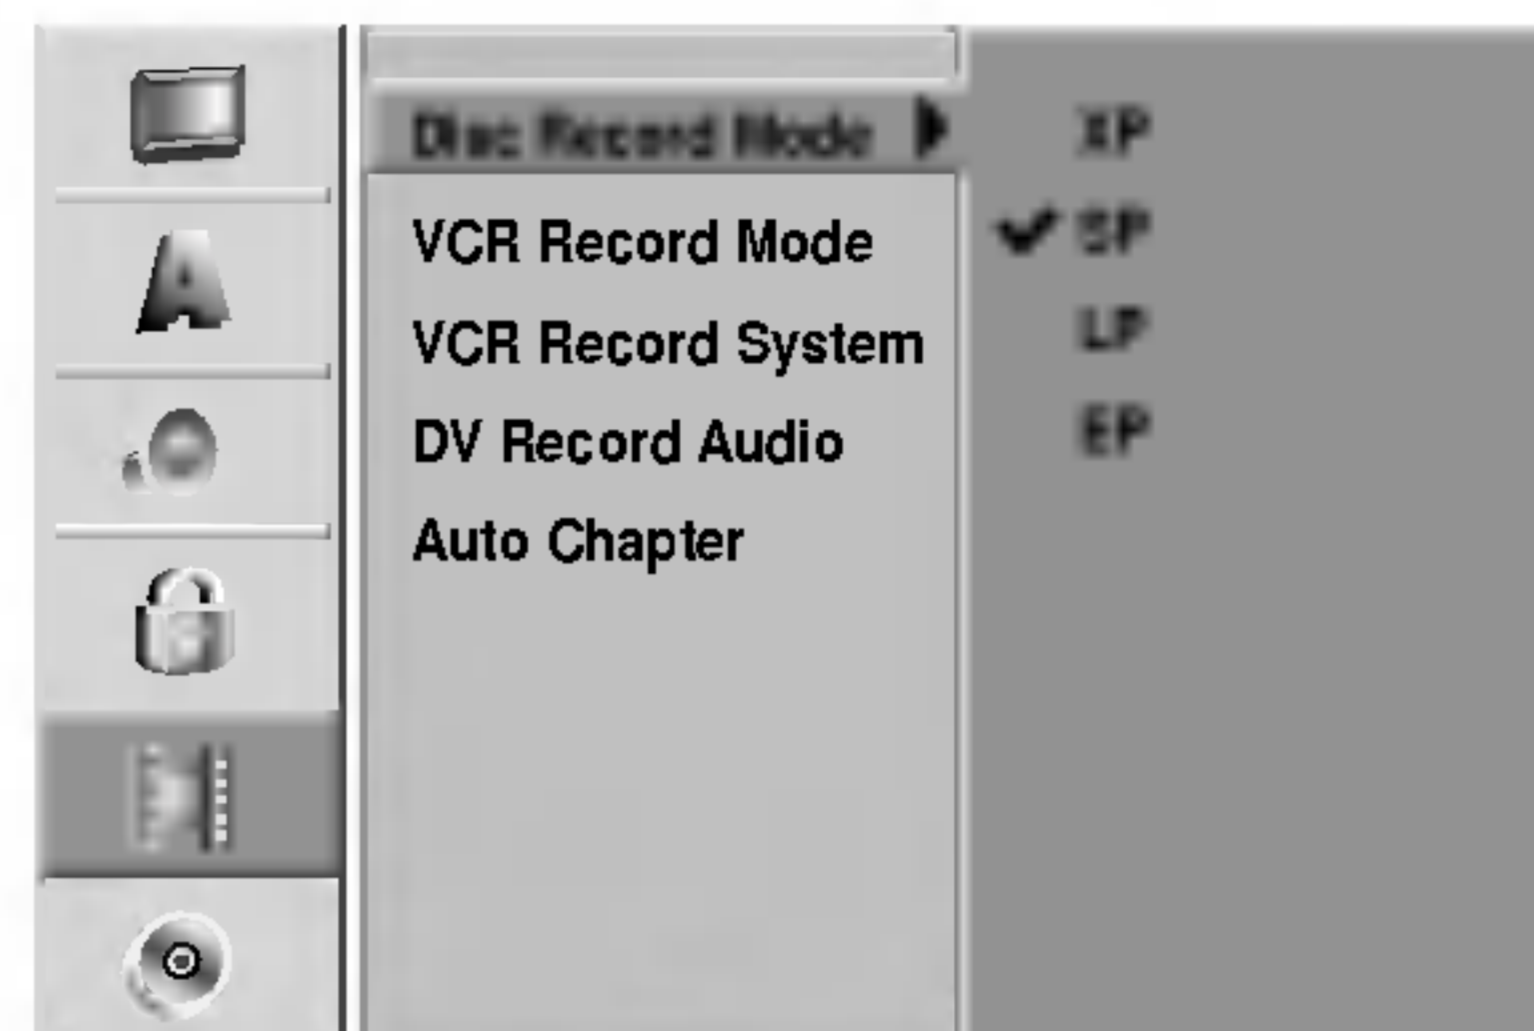 Disc Record Mode
VCR Record Mode
VCR Record System
DV Record Audio
Auto Chapter
XP
SP
LP
EP